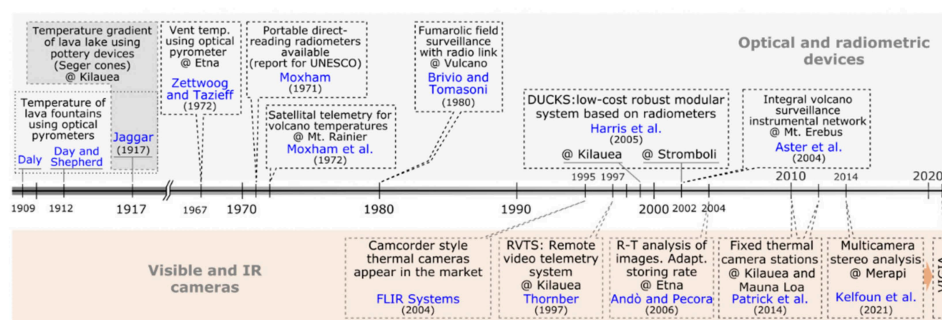 Temperature gradient
of lava lake using
pottery devices
(Seger cones)
@ Kilauea
Temperature of
lava fountains
using optical
pyrometers
Daly
Day and
Shepherd
Jaggar
(1917)
Vent temp.
using optical
pyrometer
@ Etna
Zettwoog
and Tazieff
(1972)
Portable direct-
reading radiometers
available
(report for UNESCO)
Moxham
(1971)
Satellital telemetry for
volcano temperatures
@ Mt. Rainier
Moxham et al.
(1972)
Fumarolic field
surveillance
with radio link
@ Vulcano
Brivio and
Tomasoni
(1980)
Optical and radiometric
devices
DUCKS:low-cost robust modular
system based on radiometers
Harris et al.
(2005)
@ Kilauea @ Stromboli
Integral volcano
surveillance
instrumental network
@ Mt. Erebus
Aster et al.
(2004)
1995 1997 2010 2014 2020
1909 1912 1917 1967 1970 1980 1990 2000 2002 2004
Visible and IR
cameras
Camcorder style
thermal cameras
appear in the market
FLIR Systems
(2004)
RVTS: Remote
video telemetry
system
@ Kilauea
Thornber
(1997)
R-T analysis of
images. Adapt.
storing rate
@ Etna
Andò and Pecora
(2006)
Fixed thermal
camera stations
@ Kilauea and
Mauna Loa
Patrick et al.
(2014)
Multicamera
stereo analysis
@ Merapi
Kelfoun et al.
(2021)